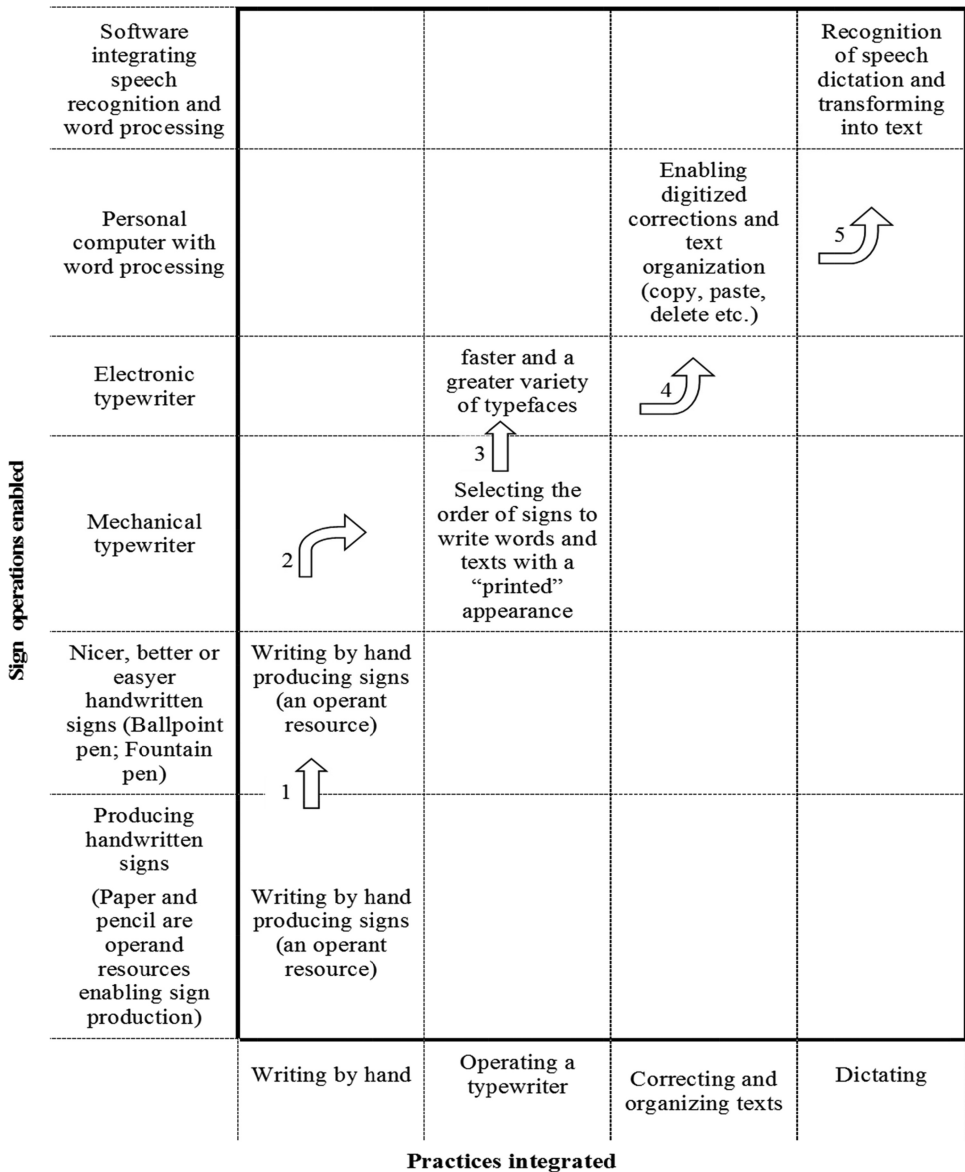 Software
integrating
speech
recognition and
word processing
Recognition
of speech
dictation and
transforming
into text
Personal
computer with
word processing
Enabling
digitized
corrections and
text
organization
(copy, paste,
delete etc.)
5
Electronic
typewriter
faster and a
greater variety
of typefaces
4
Sign operations enabled
Mechanical
typewriter
2
3
Selecting the
order of signs to
write words and
texts with a
“printed”
appearance
Nicer, better or
easyer
handwritten
signs (Ballpoint
pen; Fountain
pen)
Writing by hand
producing signs
(an operant
resource)
1
Producing
handwritten
signs
(Paper and
pencil are
operand
resources
enabling sign
production)
Writing by hand
producing signs
(an operant
resource)
Writing by hand
Operating a
typewriter
Correcting and
organizing texts
Dictating
Practices integrated